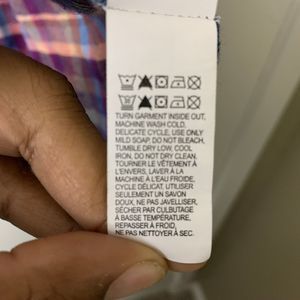 TURN GARMENT INSIDE OUT,
MACHINE WASH COLD,
DELICATE CYCLE, USE ONLY
MILD SOAP, DO NOT BLEACH,
TUMBLE DRY LOW, COOL
IRON, DO NOT DRY CLEAN.
TOURNER LE VÊTEMENT À
L'ENVERS, LAVER À LA
MACHINE À L'EAU FROIDE,
CYCLE DÉLICAT, UTILISER
SEULEMENT UN SAVON
DOUX, NE PAS JAVELLISER,
SÉCHER PAR CULBUTAGE
À BASSE TEMPÉRATURE,
REPASSER À FROID,
NE PAS NETTOYER À SEC.